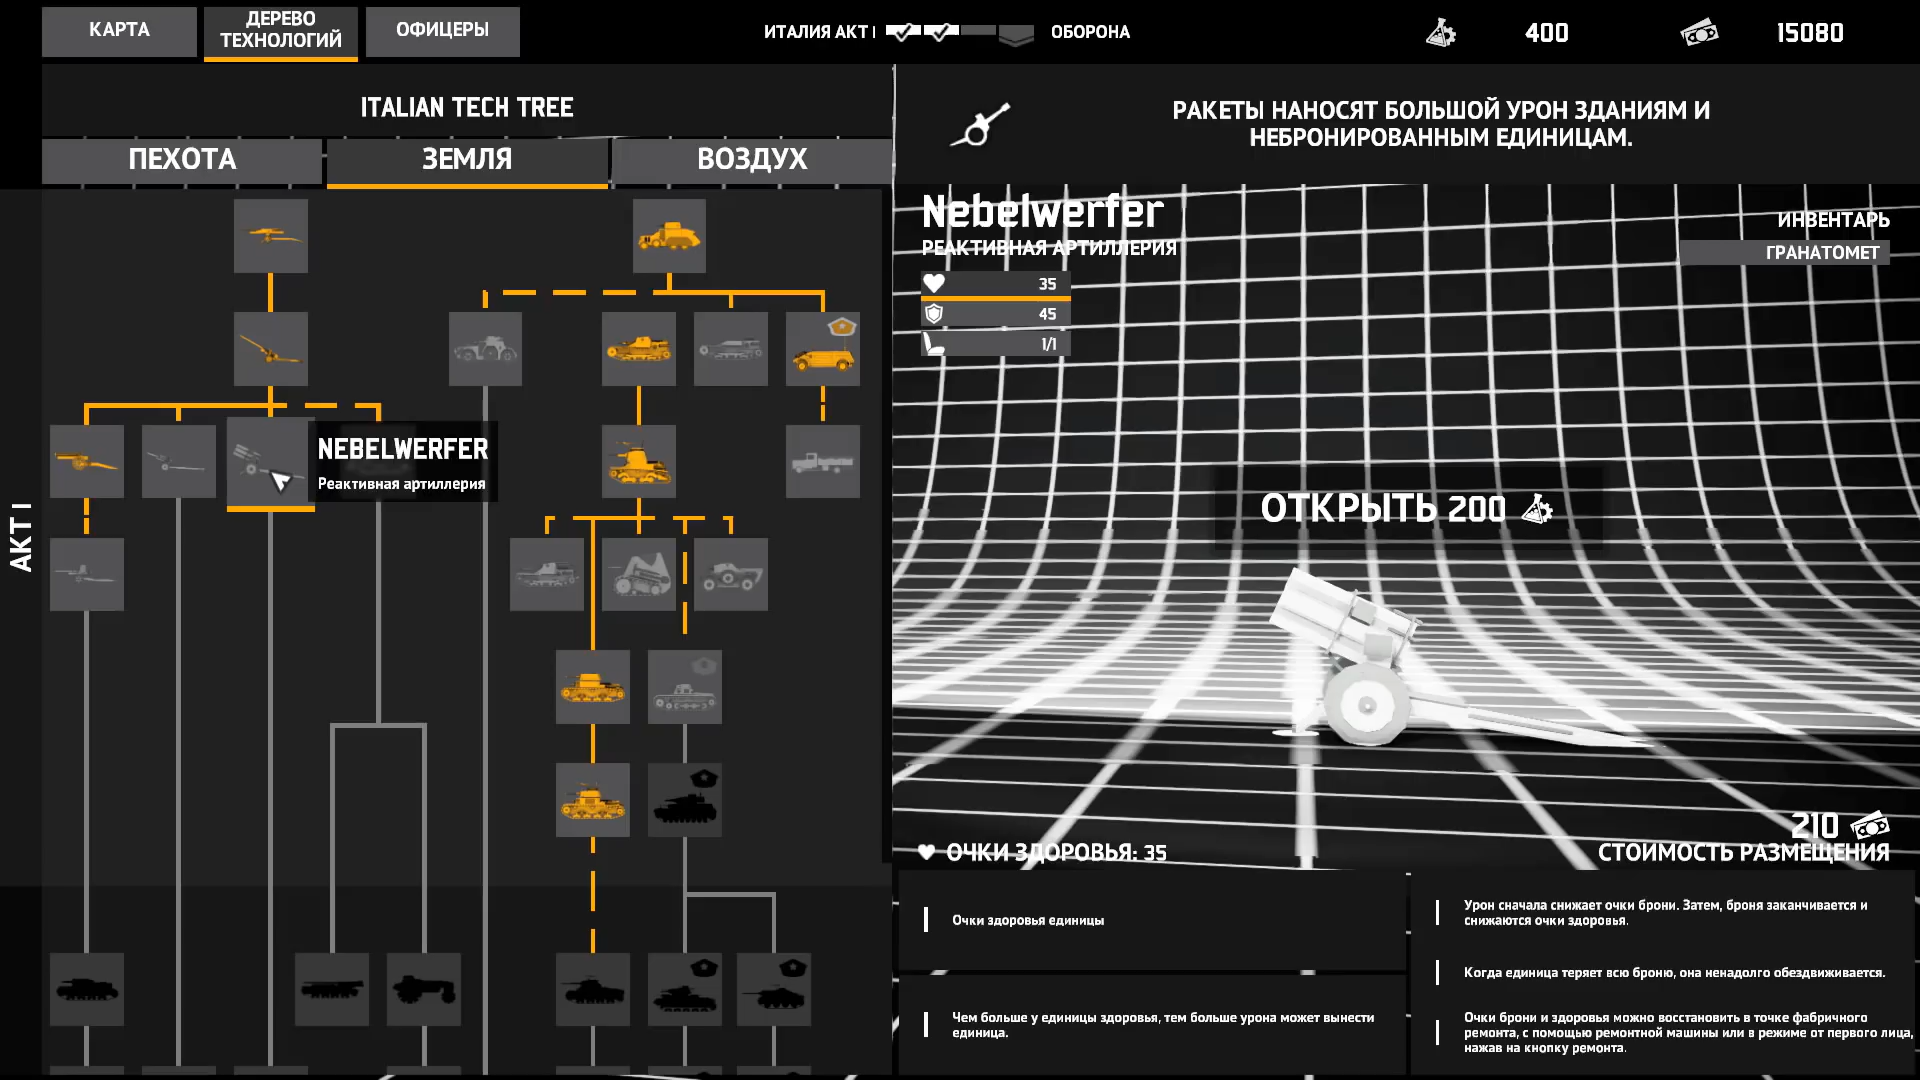 КАРТА
ДЕРЕВО
ТЕХНОЛОГИЙ
ОФИЦЕРЫ
ИТАЛИЯ АКТ I
ОБОРОНА
400
15080
ITALIAN TECH TREE
ПЕХОТА
ЗЕМЛЯ
ВОЗДУХ
РАКЕТЫ НАНОСЯТ БОЛЬШОЙ УРОН ЗДАНИЯМ И
НЕБРОНИРОВАННЫМ ЕДИНИЦАМ.
Nebelwerfer
РЕАКТИВНАЯ АРТИЛЛЕРИЯ
35
45
1/1
ИНВЕНТАРЬ
ГРАНАТОМЕТ
NEBELWERFER
Реактивная артиллерия
АКТ I
ОТКРЫТЬ 200
210
СТОИМОСТЬ РАЗМЕЩЕНИЯ
ОЧКИ ЗДОРОВЬЯ: 35
Очки здоровья единицы
Чем больше у единицы здоровья, тем больше урона может вынести
единица.
Урон сначала снижает очки брони. Затем, броня заканчивается и
снижаются очки здоровья.
Когда единица теряет всю броню, она ненадолго обездвиживается.
Очки брони и здоровья можно восстановить в точке фабричного
ремонта, с помощью ремонтной машины или в режиме от первого лица,
нажав на кнопку ремонта.